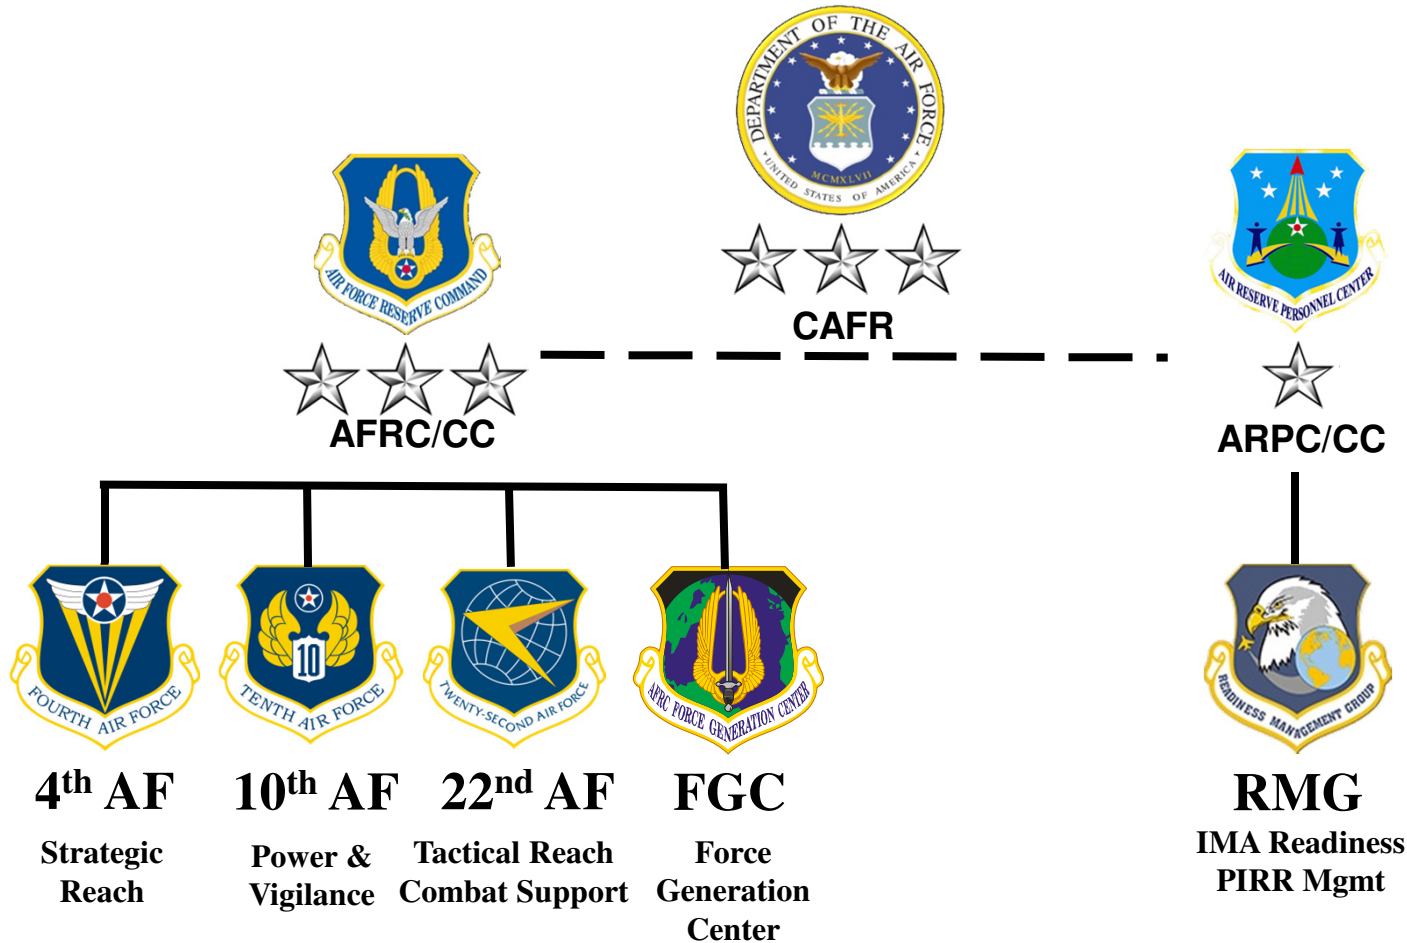 DEPARTMENT OF THE AIR FORCE
MCMXLVII
UNITED STATES OF AMERICA
CAFR
AIR FORCE RESERVE COMMAND
AFRC/CC
AIR RESERVE PERSONNEL CENTER
ARPC/CC
FOURTH AIR FORCE
4th AF
Strategic
Reach
10
TENTH AIR FORCE
10th AF
Power &
Vigilance
TWENTY-SECOND AIR FORCE
22nd AF
Tactical Reach
Combat Support
AFRC FORCE GENERATION CENTER
FGC
Force
Generation
Center
READINESS MANAGEMENT GROUP
RMG
IMA Readiness
PIRR Mgmt